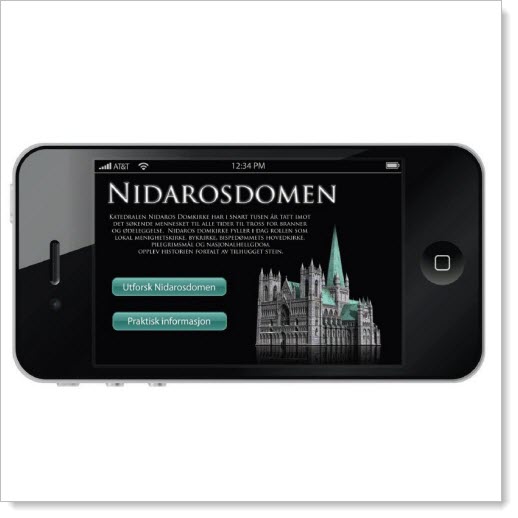 AT&T 12:34 PM
NIDAROSDOMEN
KATEDRALEN NIDAROS DOMKIRKE HAR I SNART TUSEN ÅR TATT IMOT
DET SØKENDE MENNESKET TIL ALLE TIDER TIL TROSS FOR BRANNER
OG ØDELEGGELSE. NIDAROS DOMKIRKE FYLLER I DAG ROLLEN SOM
LOKAL MENIGHETSKIRKE, BYKIRKE, BISPEDØMMETS HOVEDKIRKE,
PILEGRIMSMÅL OG NASJONALHELLIGDOM.
OPPLEV HISTORIEN FORTALT AV TILHUGGET STEIN.
Utforsk Nidarosdomen
Praktisk informasjon